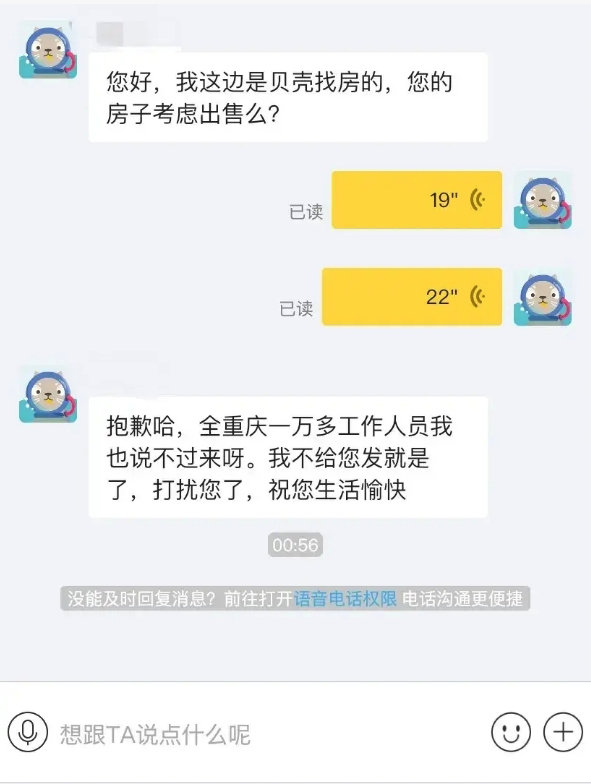 您好，我这边是贝壳找房的，您的
房子考虑出售么？
已读
19"
已读
22"
抱歉哈，全重庆一万多工作人员我
也说不过来呀。我不给您发就是
了，打扰您了，祝您生活愉快
00:56
没能及时回复消息？前往打开语音电话权限 电话沟通更便捷
想跟TA说点什么呢